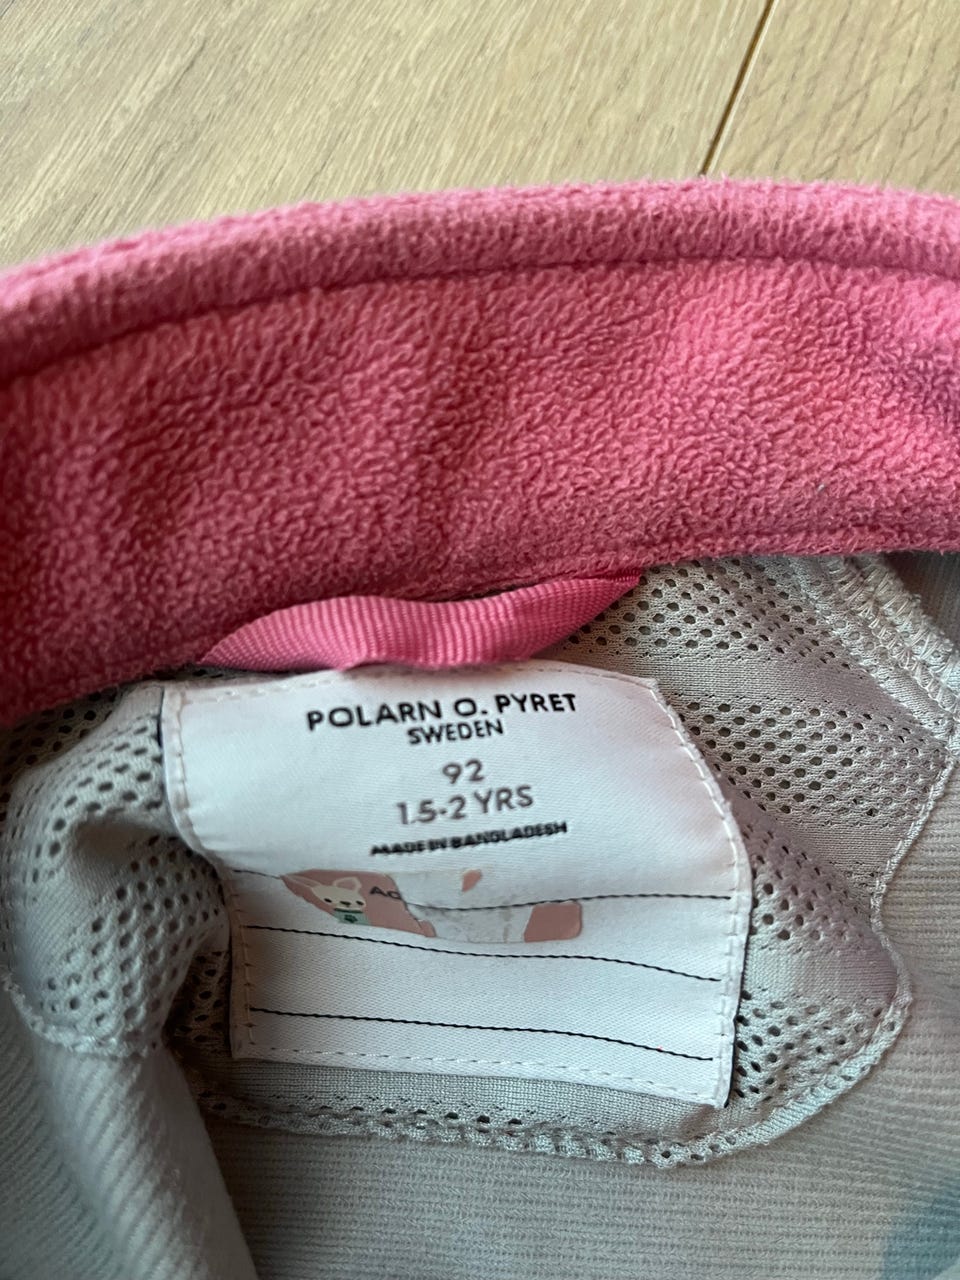 POLARN O. PYRET
SWEDEN
92
1.5-2 YRS
MADE IN BANGLADESH